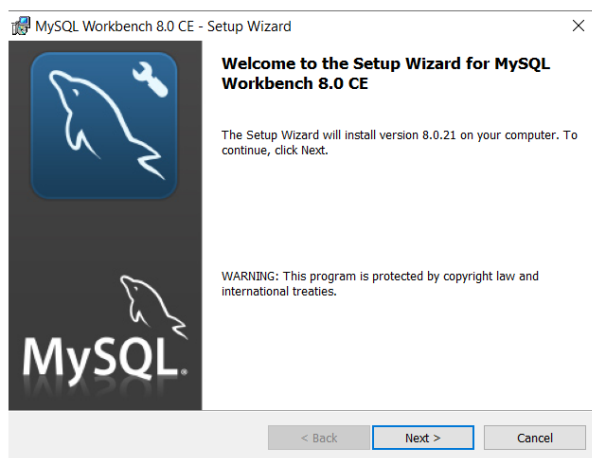 MySQL Workbench 8.0 CE - Setup Wizard
Welcome to the Setup Wizard for MySQL
Workbench 8.0 CE
The Setup Wizard will install version 8.0.21 on your computer. To
continue, click Next.
WARNING: This program is protected by copyright law and
international treaties.
MySQL®
< Back
Next >
Cancel